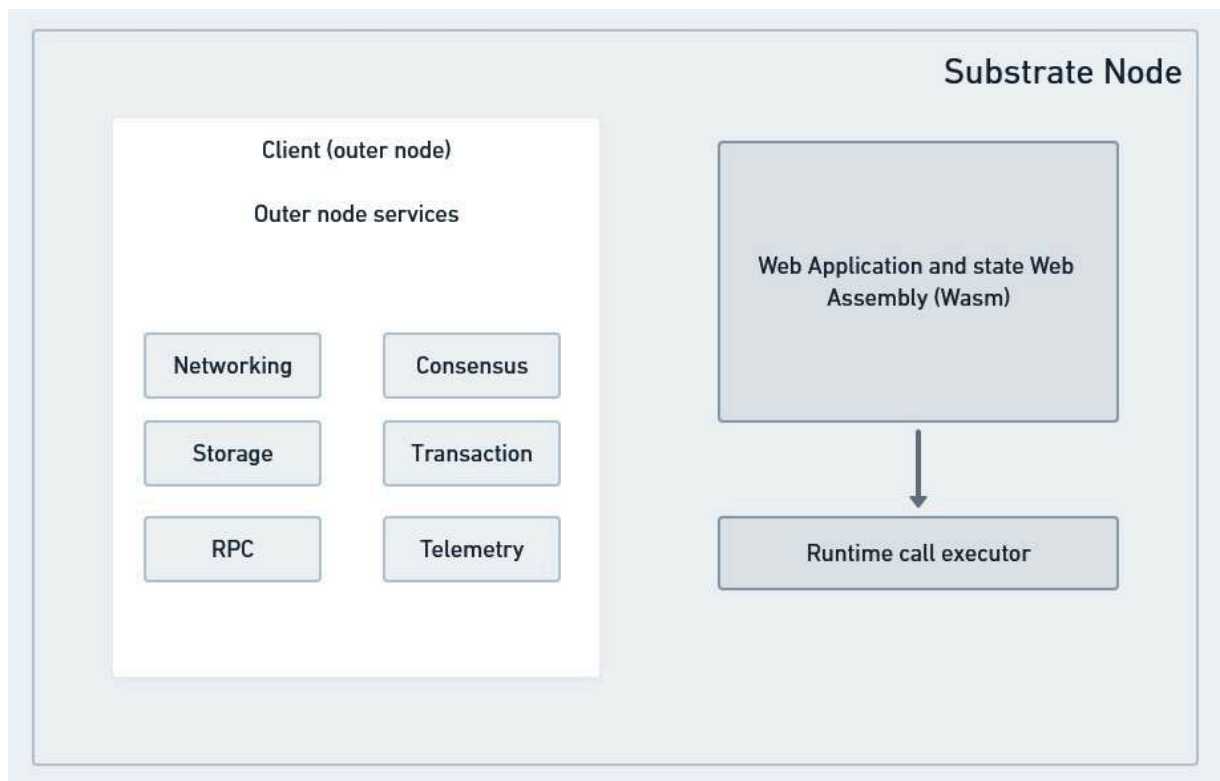 Substrate Node
Client (outer node)
Outer node services
Networking
Consensus
Storage
Transaction
RPC
Telemetry
Web Application and state Web
Assembly (Wasm)
Runtime call executor